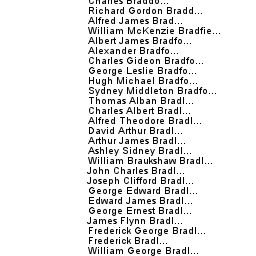 Charles Braddo...
Richard Gordon Bradd...
Alfred James Brad...
William McKenzie Bradfie...
Albert James Bradfo...
Alexander Bradfo...
Charles Gideon Bradfo...
George Leslie Bradfo...
Hugh Michael Bradfo...
Sydney Middleton Bradfo...
Thomas Alban Bradl...
Charles Albert Bradl...
Alfred Theodore Bradl...
David Arthur Bradl...
Arthur James Bradl...
Ashley Sidney Bradl...
William Braukshaw Bradl...
John Charles Bradl...
Joseph Clifford Bradl...
George Edward Bradl...
Edward James Bradl...
George Ernest Bradl...
James Flynn Bradl...
Frederick George Bradl...
Frederick Bradl...
William George Bradl...